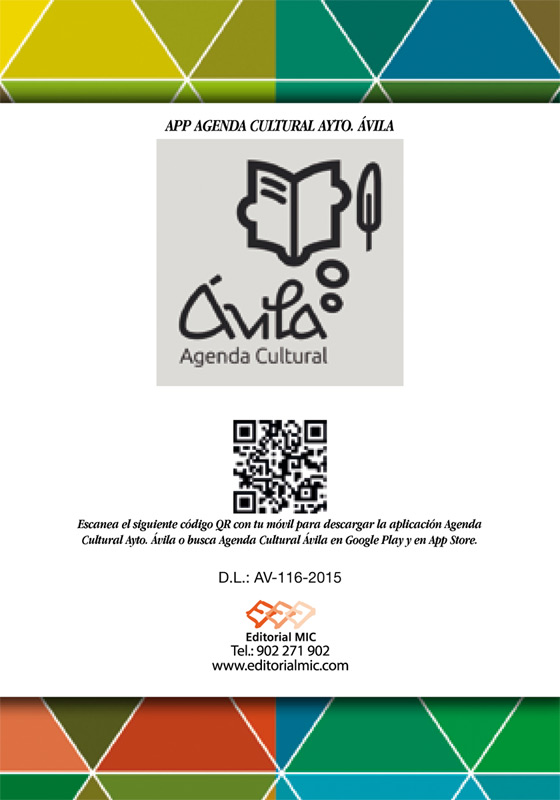 APP AGENDA CULTURAL AYTO. ÁVILA
Ávila
Agenda Cultural
Escanea el siguiente código QR con tu móvil para descargar la aplicación Agenda
Cultural Ayto. Ávila o busca Agenda Cultural Ávila en Google Play y en App Store.
D.L.: AV-116-2015
Editorial MIC
Tel.: 902 271 902
www.editorialmic.com